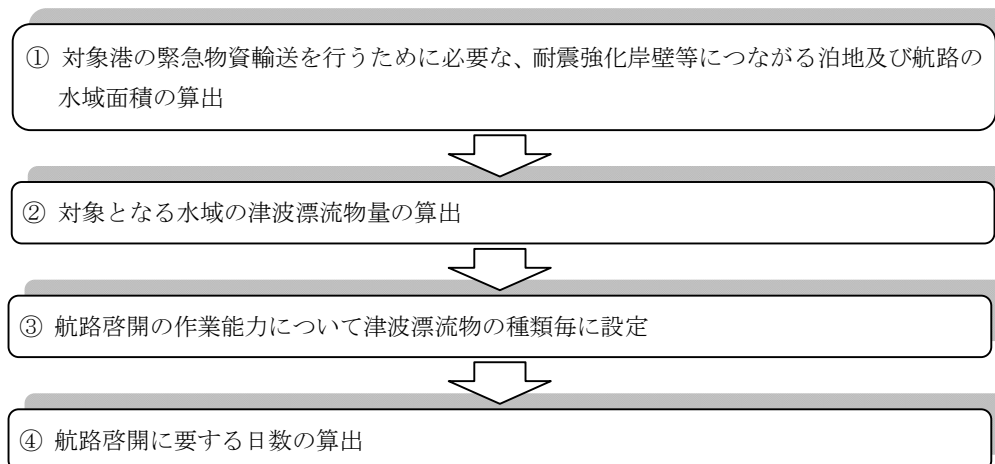 ① 対象港の緊急物資輸送を行うために必要な、耐震強化岸壁等につながる泊地及び航路の
水域面積の算出
② 対象となる水域の津波漂流物量の算出
③ 航路啓開の作業能力について津波漂流物の種類毎に設定
④ 航路啓開に要する日数の算出